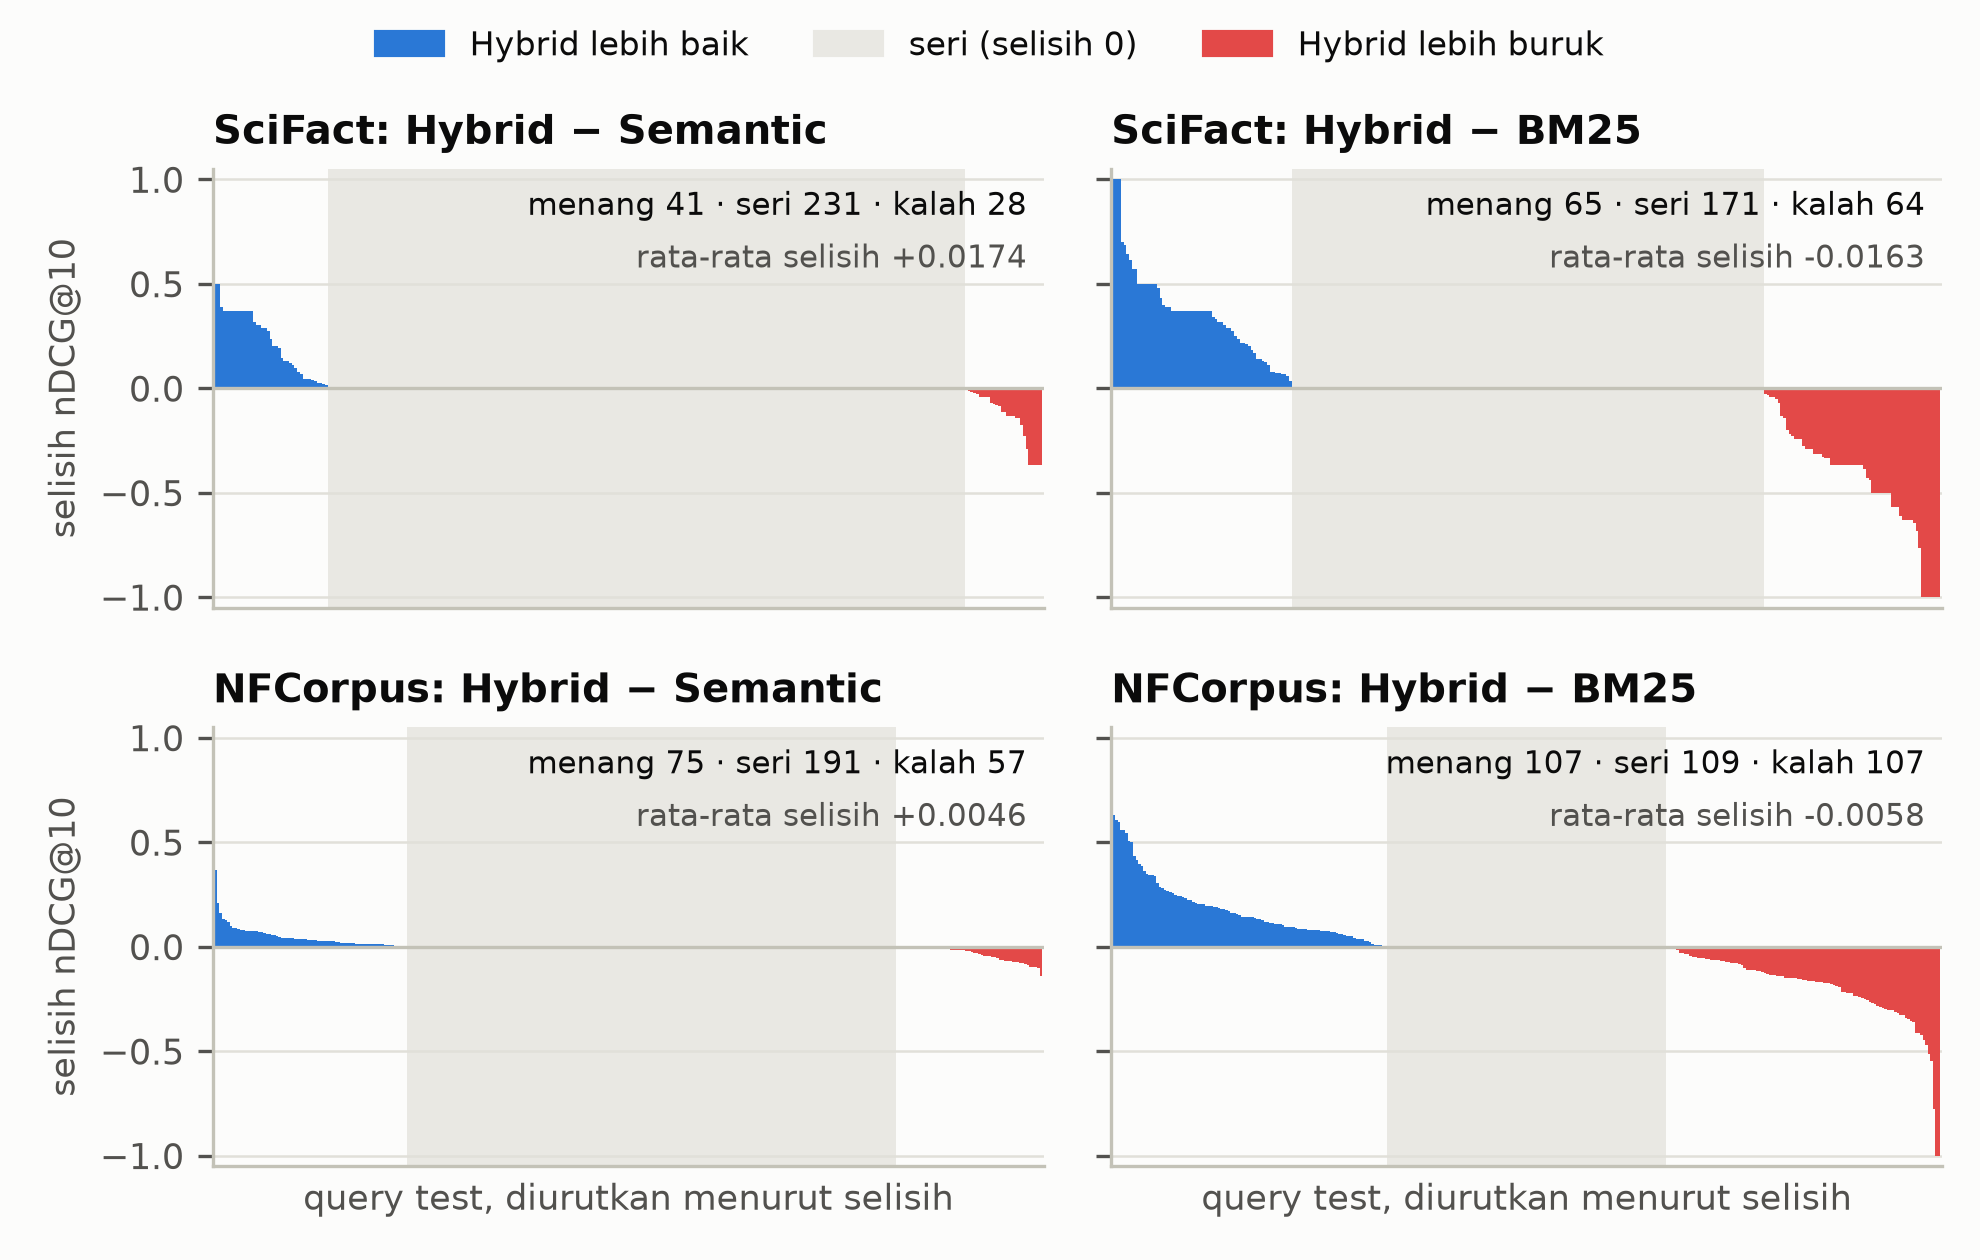 Hybrid lebih baik
seri (selisih 0)
Hybrid lebih buruk
SciFact: Hybrid − Semantic
menang 41 · seri 231 · kalah 28
rata-rata selisih +0.0174
1.0
0.5
0.0
−0.5
−1.0
selisih nDCG@10
SciFact: Hybrid − BM25
menang 65 · seri 171 · kalah 64
rata-rata selisih -0.0163
NFCorpus: Hybrid − Semantic
menang 75 · seri 191 · kalah 57
rata-rata selisih +0.0046
1.0
0.5
0.0
−0.5
−1.0
selisih nDCG@10
query test, diurutkan menurut selisih
NFCorpus: Hybrid − BM25
menang 107 · seri 109 · kalah 107
rata-rata selisih -0.0058
query test, diurutkan menurut selisih